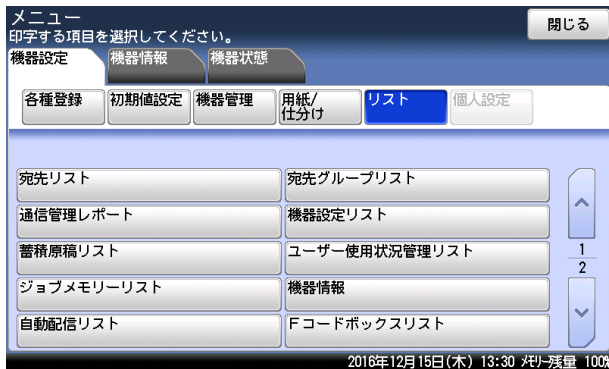 メニュー
印字する項目を選択してください。
閉じる
機器設定
機器情報
機器状態
各種登録
初期値設定
機器管理
用紙/
仕分け
リスト
個人設定
宛先リスト
宛先グループリスト
通信管理レポート
機器設定リスト
蓄積原稿リスト
ユーザー使用状況管理リスト
1
2
ジョブメモリーリスト
機器情報
自動配信リスト
Fコードボックスリスト
2016年12月15日(木) 13:30 メモリー残量 100%